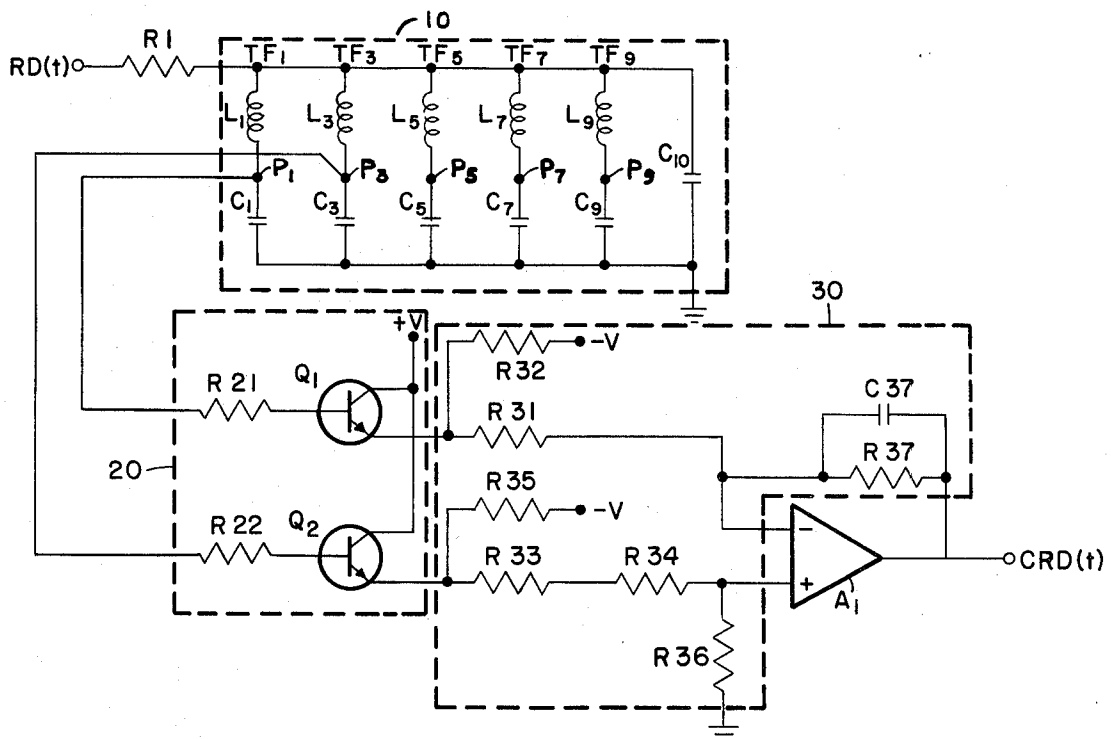 10
R1 TF1 TF3 TF5 TF7 TF9
RD(t)
L1 L3 L5 L7 L9
C10
P1 P3 P5 P7 P9
C1 C3 C5 C7 C9
30
+V
-V
R32
R21 Q1
C37
R31
R37
20
R35
-V
R22 Q2
R33 R34
-
+
A1
CRD(t)
R36